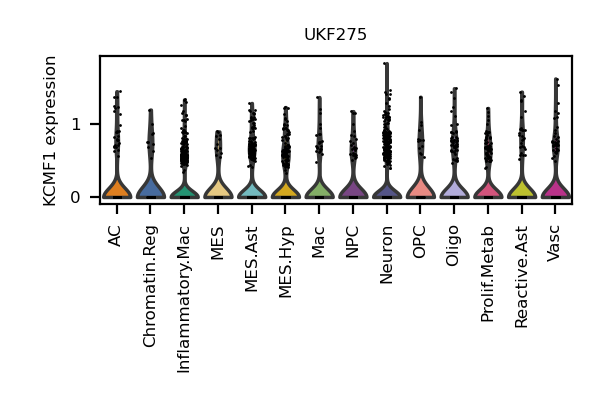 UKF275
KCMF1 expression
1
0
AC
Chromatin.Reg
Inflammatory.Mac
MES
MES.Ast
MES.Hyp
Mac
NPC
Neuron
OPC
Oligo
Prolif.Metab
Reactive.Ast
Vasc